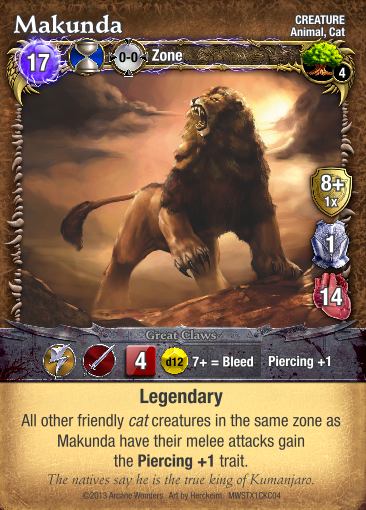 Makunda
CREATURE
Animal, Cat
17
0-0
Zone
4
8+
1x
1
14
Great Claws
4
d12
7+ = Bleed
Piercing +1
Legendary
All other friendly cat creatures in the same zone as
Makunda have their melee attacks gain
the Piercing +1 trait.
The natives say he is the true king of Kumanjaro.
©2013 Arcane Wonders Art by Herckeim MWSTX1CKC04